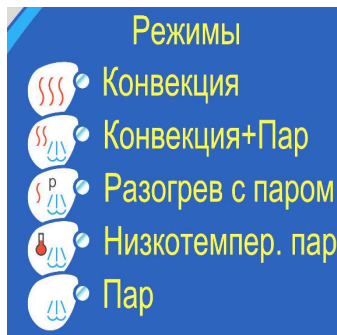 Режимы
Конвекция
Конвекция+Пар
p
Разогрев с паром
Низкотемпер. пар
Пар